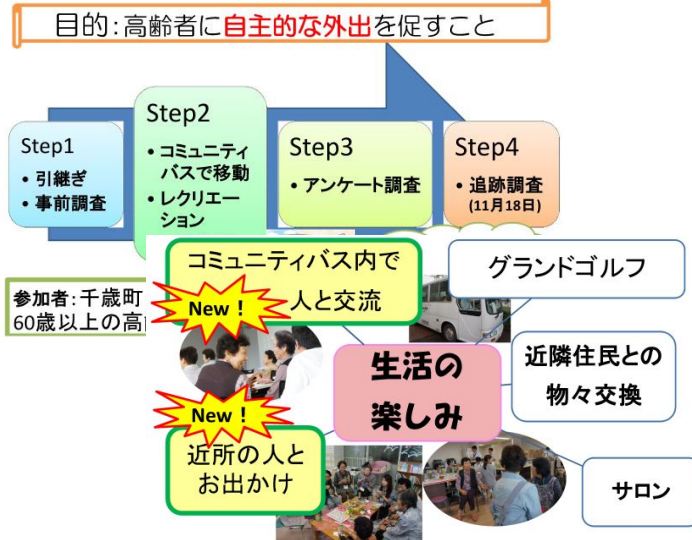 目的：高齢者に自主的な外出を促すこと
Step1
• 引継ぎ
• 事前調査
Step2
• コミュニティ
バスで移動
• レクリエー
ション
Step3
• アンケート調査
Step4
• 追跡調査
(11月18日)
参加者：千歳町
60歳以上の高
コミュニティバス内で
人と交流
New！
グランドゴルフ
生活の
楽しみ
近隣住民との
物々交換
New！
近所の人と
お出かけ
サロン